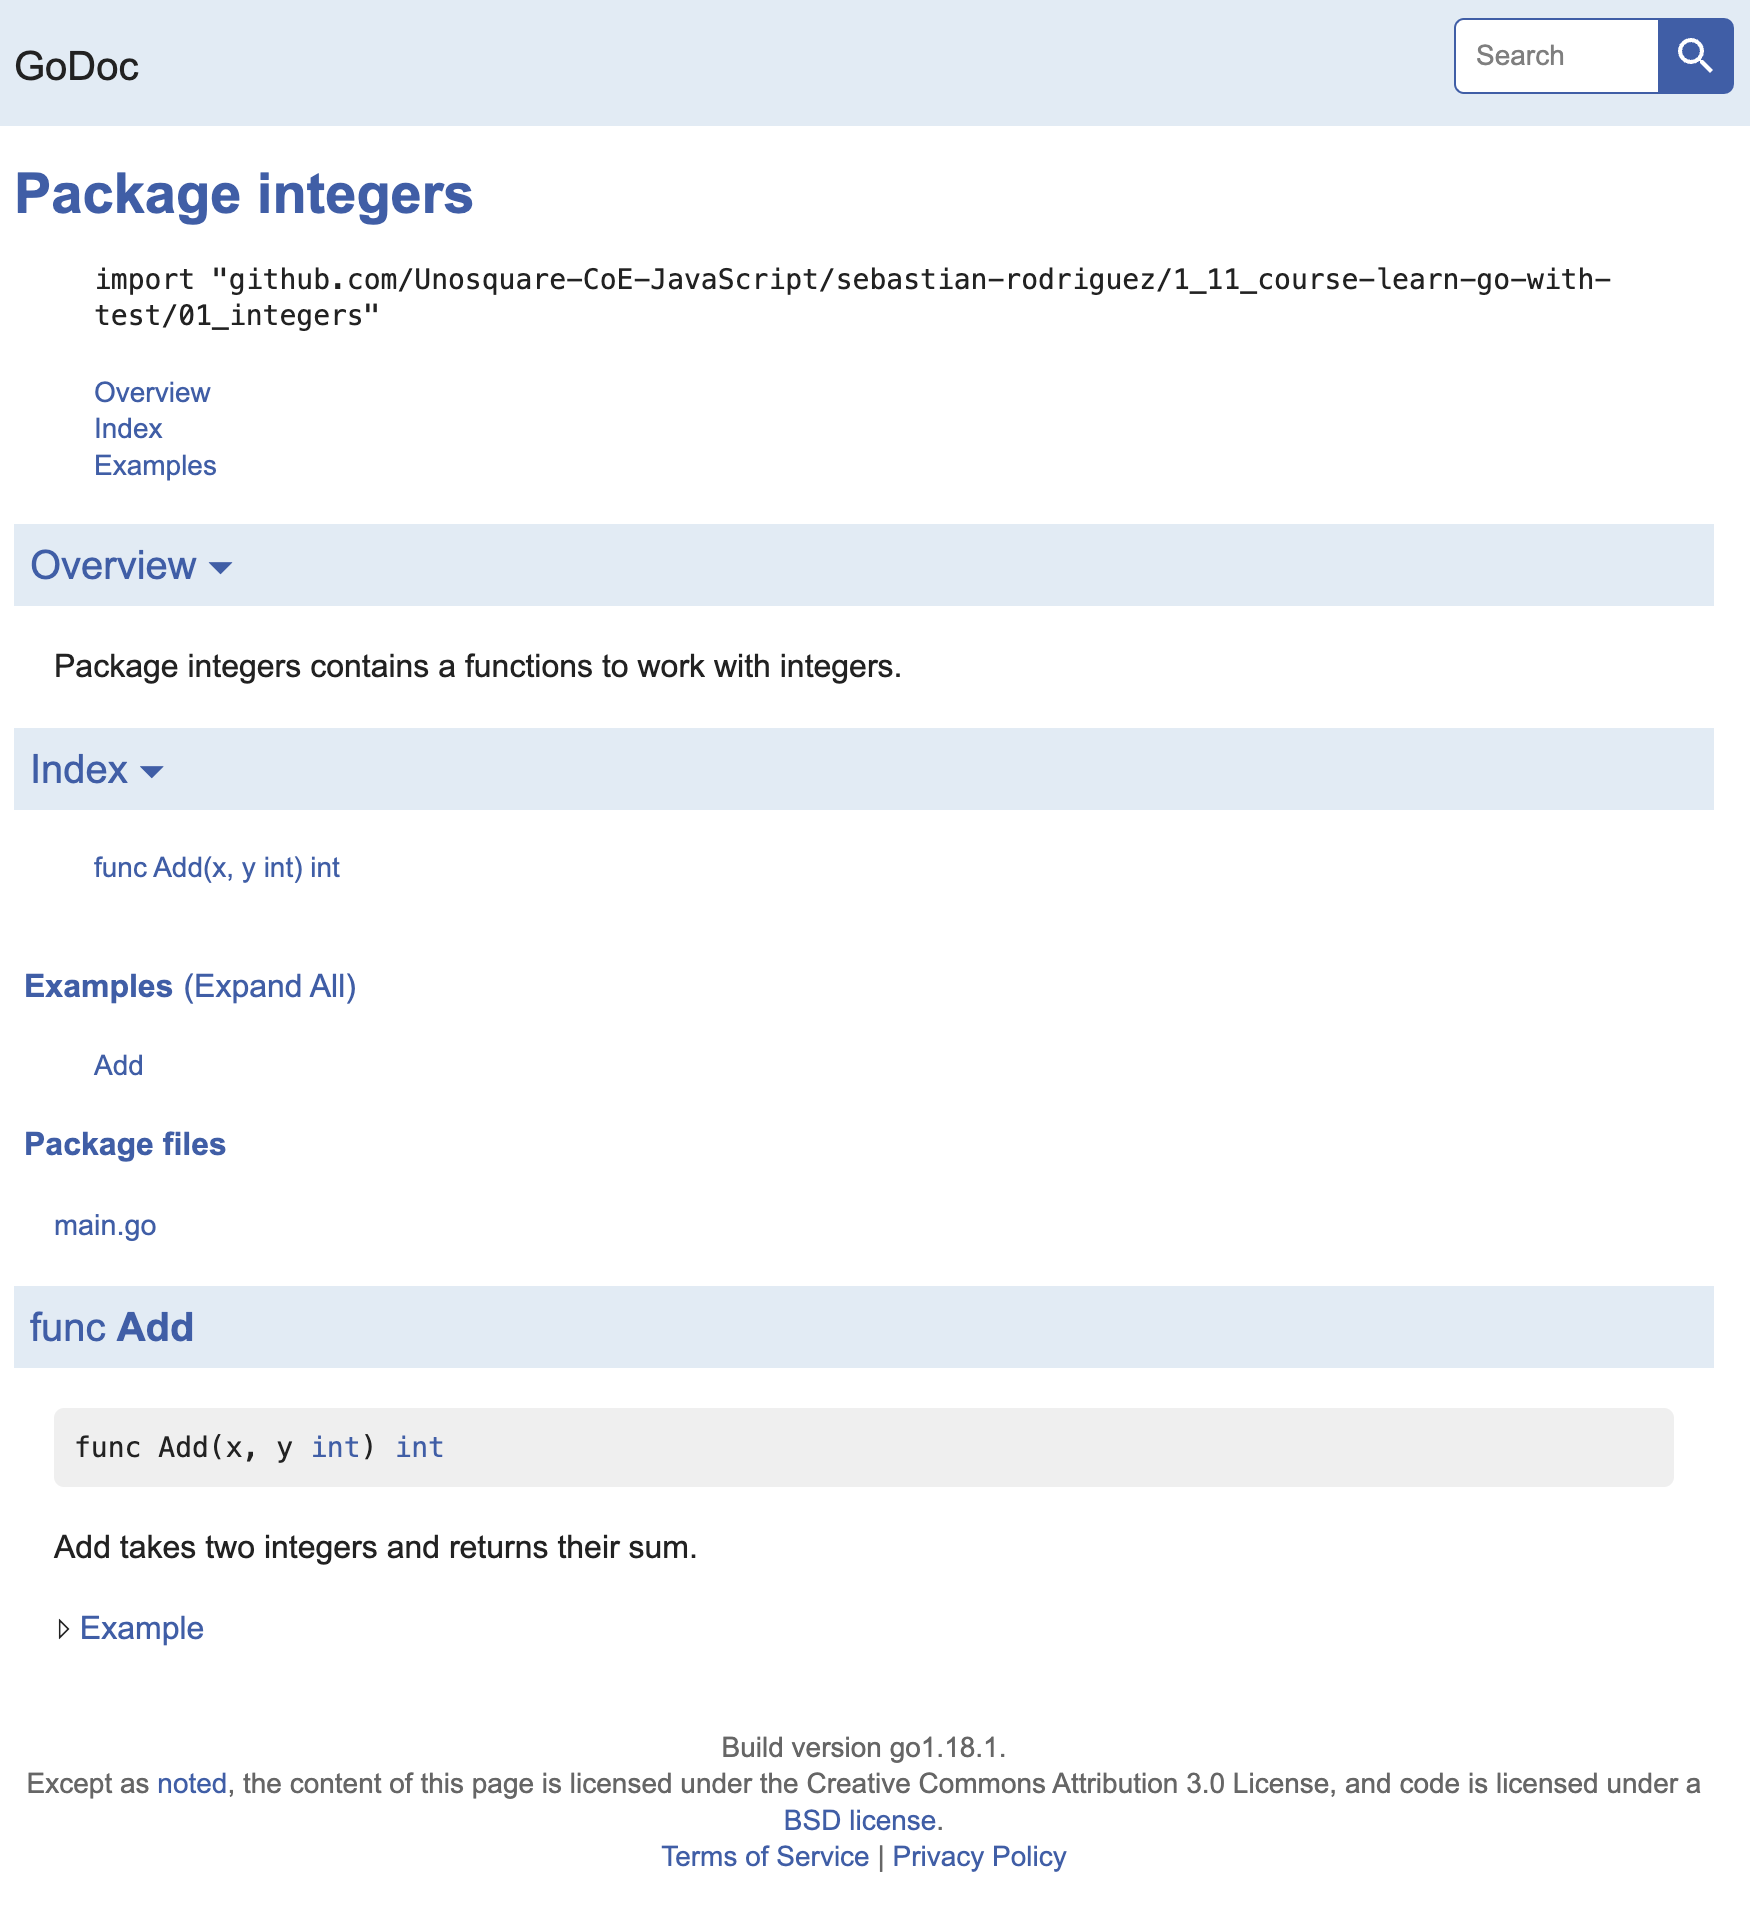 GoDoc
Search
Package integers
import "github.com/Unosquare-CoE-JavaScript/sebastian-rodriguez/1_11_course-learn-go-with-
test/01_integers"
Overview
Index
Examples
Overview
Package integers contains a functions to work with integers.
Index
func Add(x, y int) int
Examples (Expand All)
Add
Package files
main.go
func Add
func Add(x, y int) int
Add takes two integers and returns their sum.
Example
Build version go1.18.1.
Except as noted, the content of this page is licensed under the Creative Commons Attribution 3.0 License, and code is licensed under a
BSD license.
Terms of Service | Privacy Policy